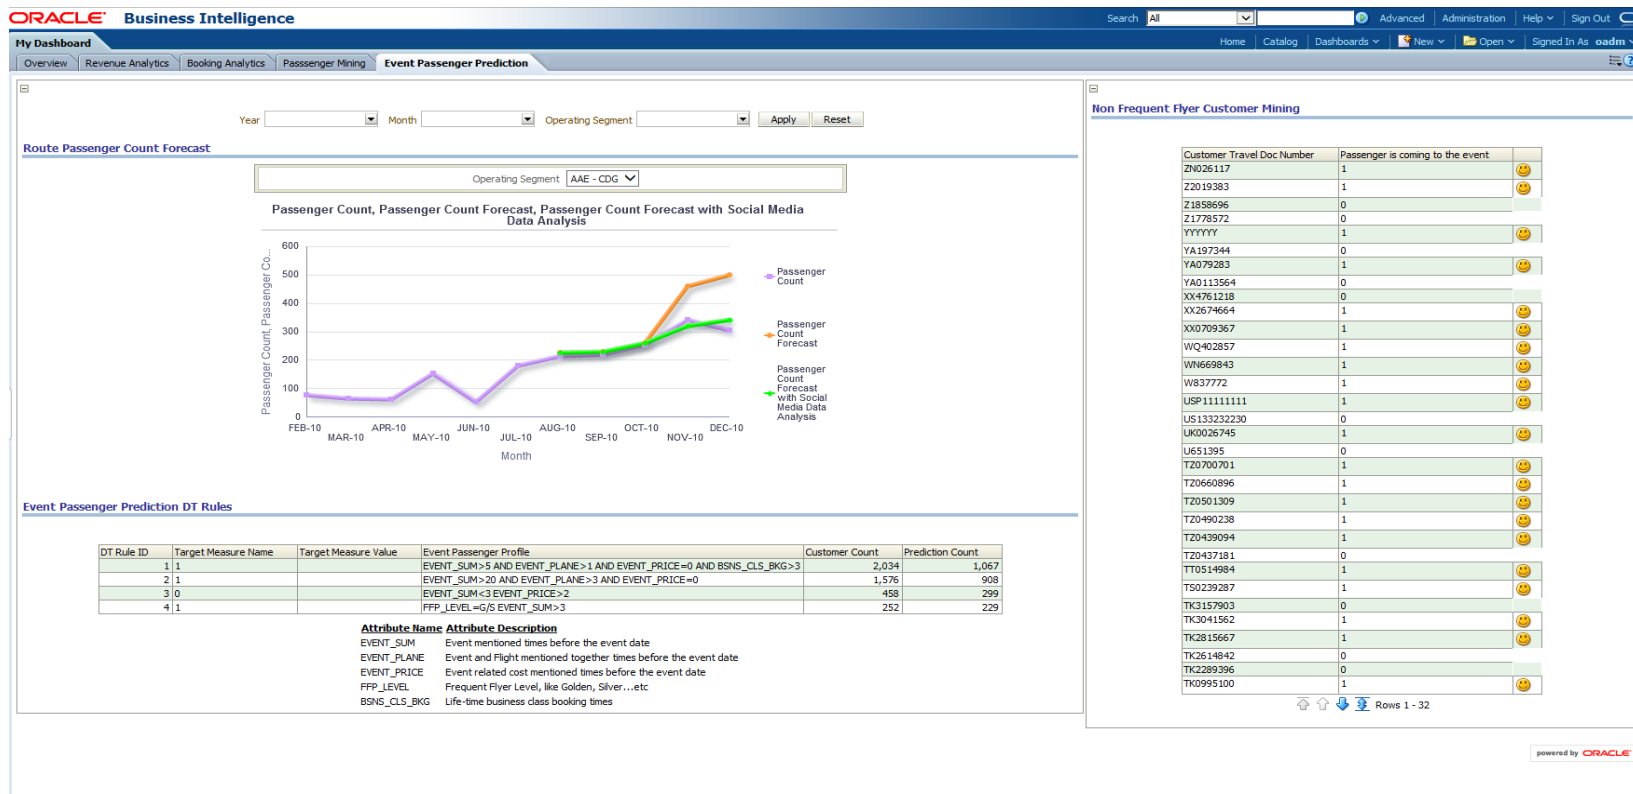 ORACLE Business Intelligence
Search All Advanced Administration Help Sign Out
My Dashboard
Home Catalog Dashboards New Open Signed In As oadm
Overview Revenue Analytics Booking Analytics Passsenger Mining Event Passenger Prediction
Year Month Operating Segment Apply Reset
Route Passenger Count Forecast
Operating Segment AAE - CDG
Passenger Count, Passenger Count Forecast, Passenger Count Forecast with Social Media
Data Analysis
Passenger Count, Passenger Co...
600
500
400
300
200
100
0
FEB-10 MAR-10 APR-10 MAY-10 JUN-10 JUL-10 AUG-10 SEP-10 OCT-10 NOV-10 DEC-10
Month
Passenger
Count
Passenger
Count
Forecast
Passenger
Count
Forecast
with Social
Media Data
Analysis
Event Passenger Prediction DT Rules
DT Rule ID Target Measure Name Target Measure Value Event Passenger Profile Customer Count Prediction Count
1 1 EVENT_SUM>5 AND EVENT_PLANE>1 AND EVENT_PRICE=0 AND BSNS_CLS_BKG>3 2,034 1,067
2 1 EVENT_SUM>20 AND EVENT_PLANE>3 AND EVENT_PRICE=0 1,576 908
3 0 EVENT_SUM<3 EVENT_PRICE>2 458 299
4 1 FFP_LEVEL=G/S EVENT_SUM>3 252 229
Attribute Name Attribute Description
EVENT_SUM Event mentioned times before the event date
EVENT_PLANE Event and Flight mentioned together times before the event date
EVENT_PRICE Event related cost mentioned times before the event date
FFP_LEVEL Frequent Flyer Level, like Golden, Silver...etc
BSNS_CLS_BKG Life-time business class booking times
Non Frequent Flyer Customer Mining
Customer Travel Doc Number Passenger is coming to the event
ZN026117 1
Z2019383 1
Z1858696 0
Z1778572 0
YYYYYY 1
YA197344 0
YA079283 1
YA0113564 0
XX4761218 0
XX2674664 1
XX0709367 1
WQ402857 1
WN669843 1
W837772 1
USP11111111 1
US133232230 0
UK0026745 1
U651395 0
TZ0700701 1
TZ0660896 1
TZ0501309 1
TZ0490238 1
TZ0439094 1
TZ0437181 0
TT0514984 1
TS0239287 1
TK3157903 0
TK3041562 1
TK2815667 1
TK2614842 0
TK2289396 0
TK0995100 1
Rows 1 - 32
powered by ORACLE